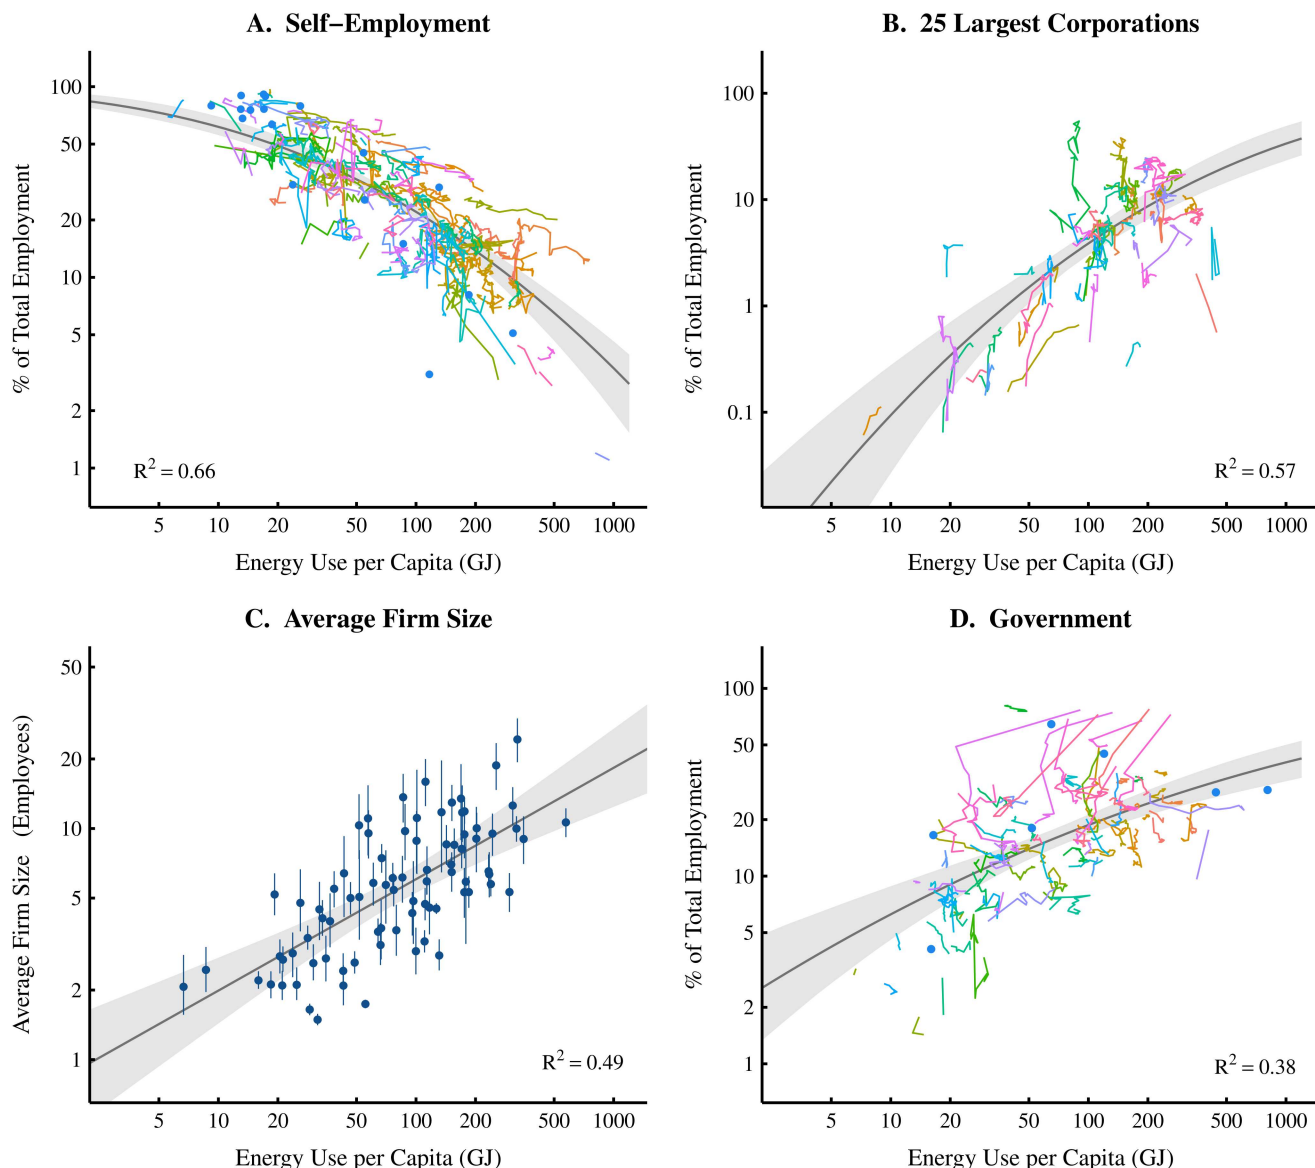 A. Self−Employment
% of Total Employment
100
50
20
10
5
2
1
R² = 0.66
5 10 20 50 100 200 500 1000
Energy Use per Capita (GJ)
B. 25 Largest Corporations
% of Total Employment
100
10
1
0.1
R² = 0.57
5 10 20 50 100 200 500 1000
Energy Use per Capita (GJ)
C. Average Firm Size
Average Firm Size (Employees)
50
20
10
5
2
1
R² = 0.49
5 10 20 50 100 200 500 1000
Energy Use per Capita (GJ)
D. Government
% of Total Employment
100
50
20
10
5
2
1
R² = 0.38
5 10 20 50 100 200 500 1000
Energy Use per Capita (GJ)